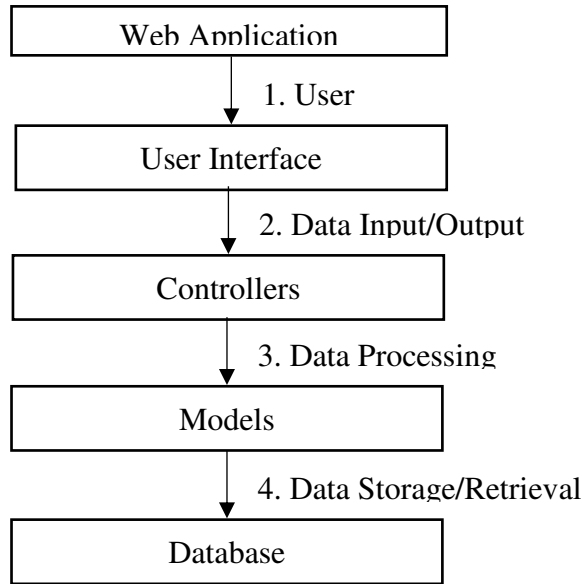 Web Application
1. User
User Interface
2. Data Input/Output
Controllers
3. Data Processing
Models
4. Data Storage/Retrieval
Database